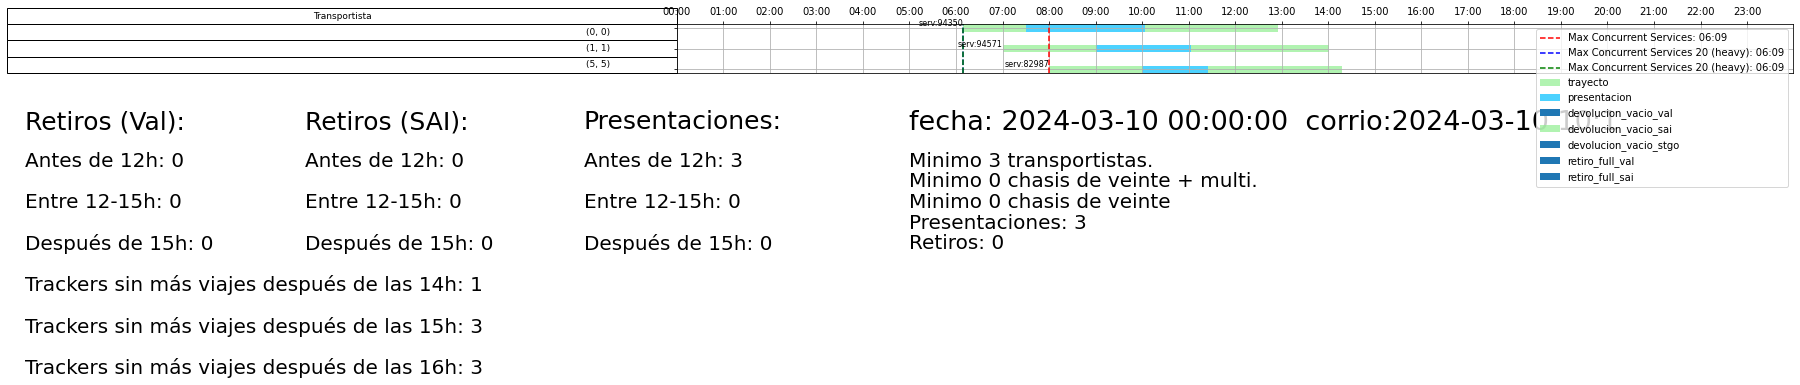 Transportista
00:00 01:00 02:00 03:00 04:00 05:00 06:00 07:00 08:00 09:00 10:00 11:00 12:00 13:00 14:00 15:00 16:00 17:00 18:00 19:00 20:00 21:00 22:00 23:00
(0, 0)
(1, 1)
(5, 5)
serv:94350
serv:94571
serv:82987
Max Concurrent Services: 06:09
Max Concurrent Services 20 (heavy): 06:09
Max Concurrent Services 20 (heavy): 06:09
trayecto
presentacion
devolucion_vacio_val
devolucion_vacio_sai
devolucion_vacio_stgo
retiro_full_val
retiro_full_sai
Retiros (Val):
Antes de 12h: 0
Entre 12-15h: 0
Después de 15h: 0
Retiros (SAI):
Antes de 12h: 0
Entre 12-15h: 0
Después de 15h: 0
Presentaciones:
Antes de 12h: 3
Entre 12-15h: 0
Después de 15h: 0
fecha: 2024-03-10 00:00:00 corrio:2024-03-10
Minimo 3 transportistas.
Minimo 0 chasis de veinte + multi.
Minimo 0 chasis de veinte
Presentaciones: 3
Retiros: 0
Trackers sin más viajes después de las 14h: 1
Trackers sin más viajes después de las 15h: 3
Trackers sin más viajes después de las 16h: 3